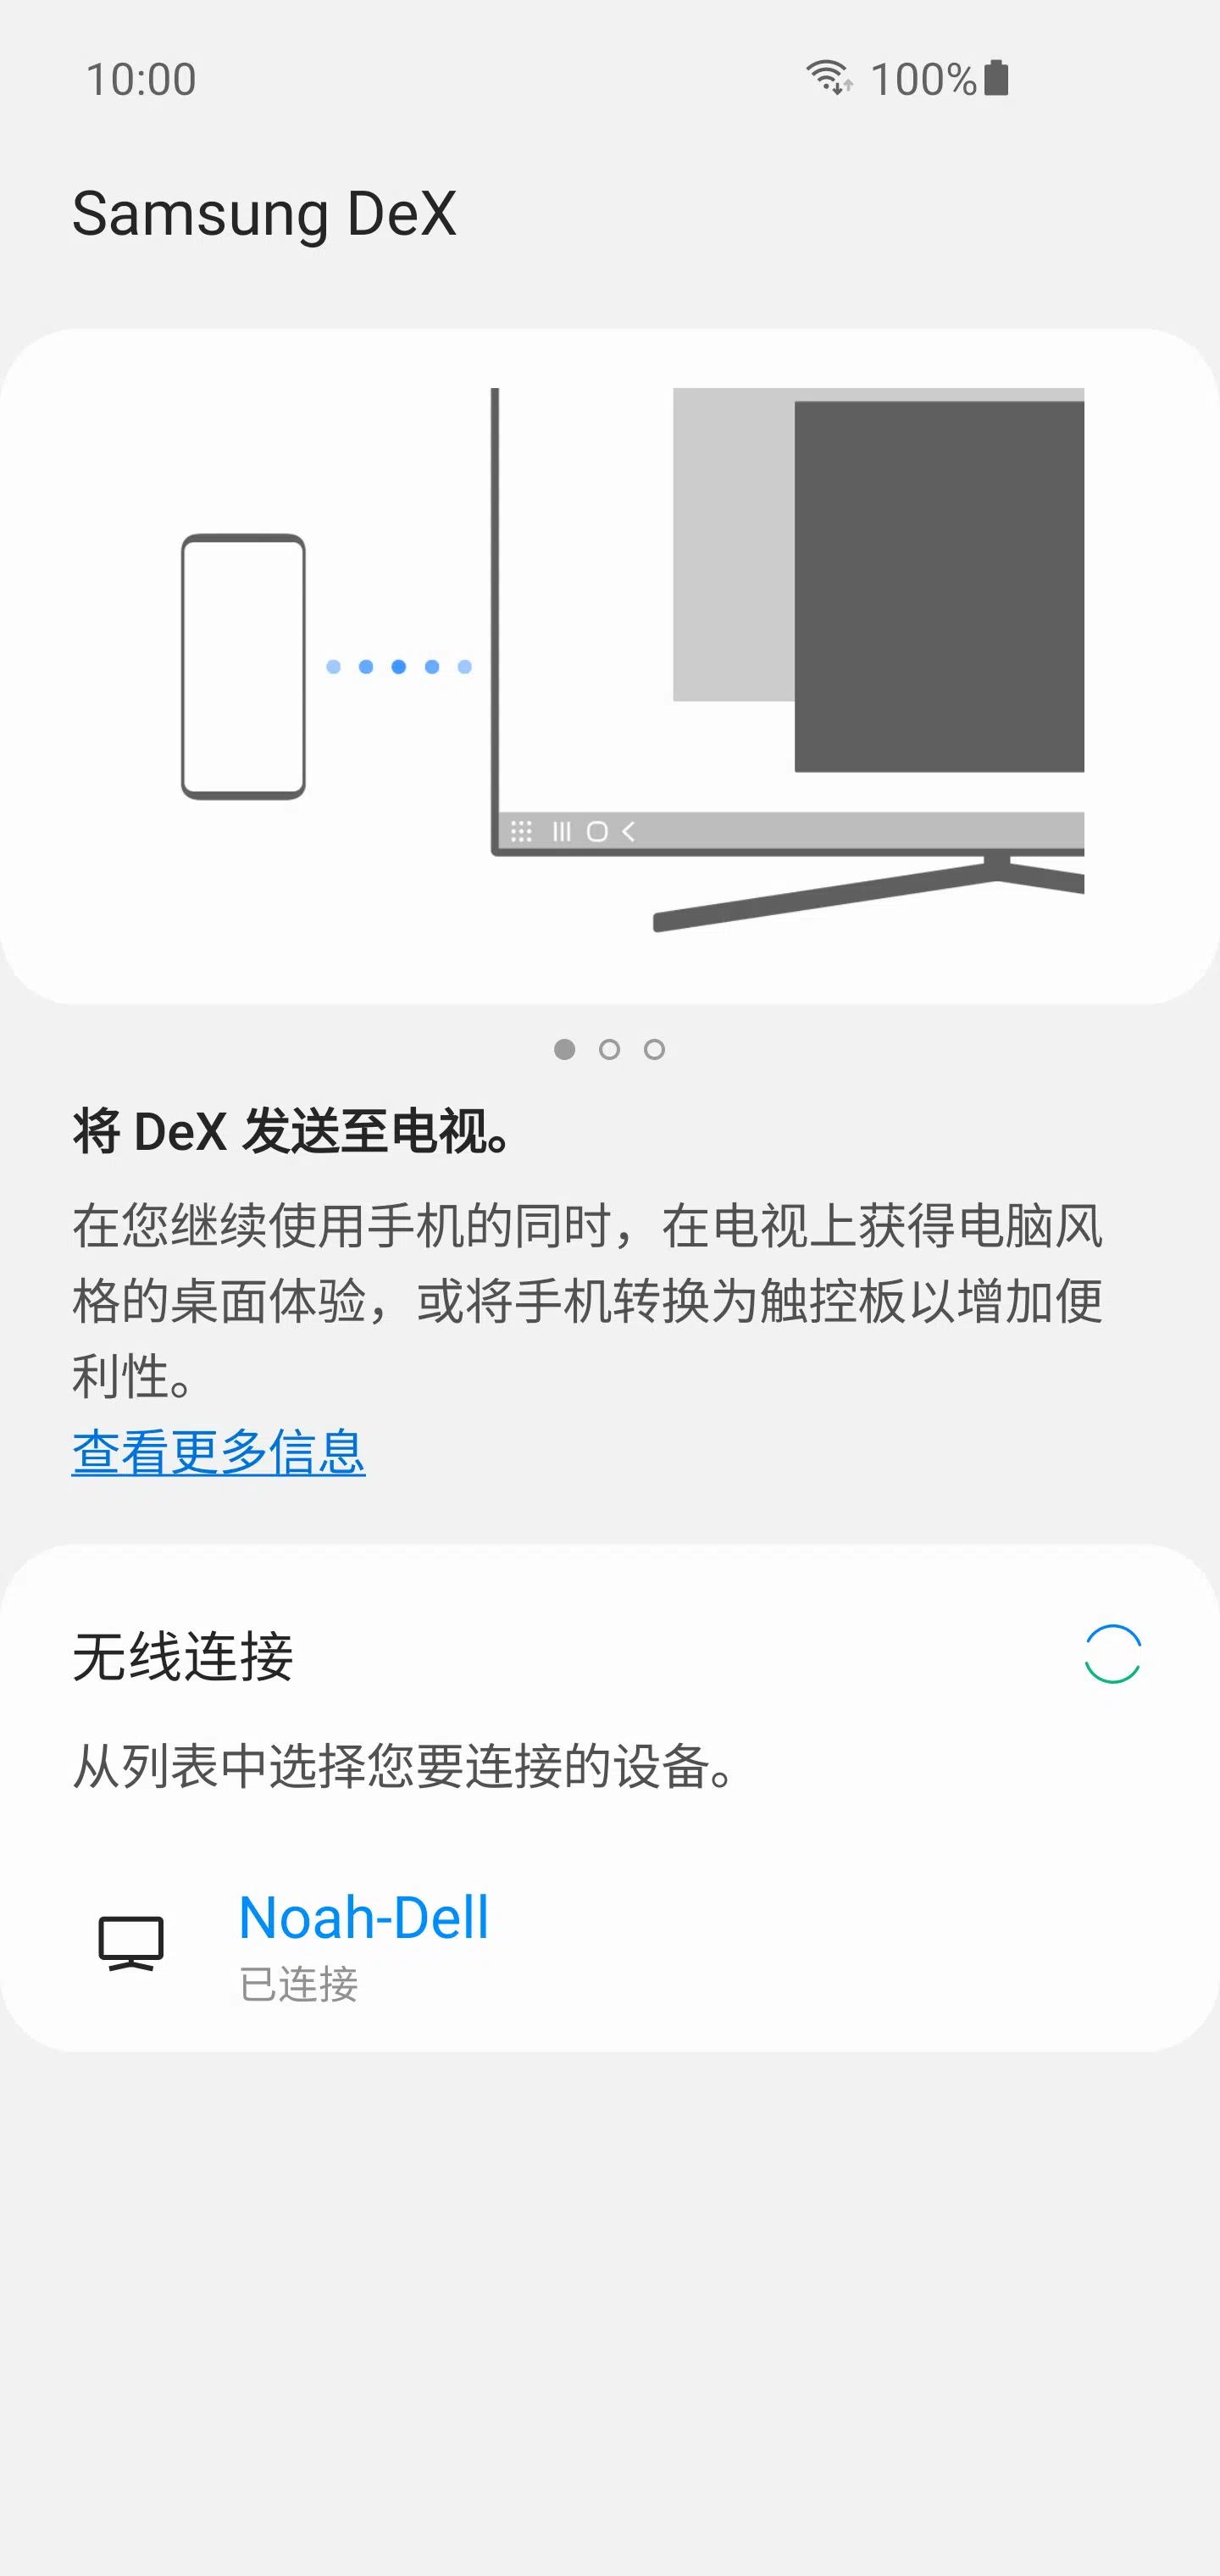 10:00
100%
Samsung DeX
将 DeX 发送至电视。
在您继续使用手机的同时，在电视上获得电脑风
格的桌面体验，或将手机转换为触控板以增加便
利性。
查看更多信息
无线连接
从列表中选择您要连接的设备。
Noah-Dell
已连接